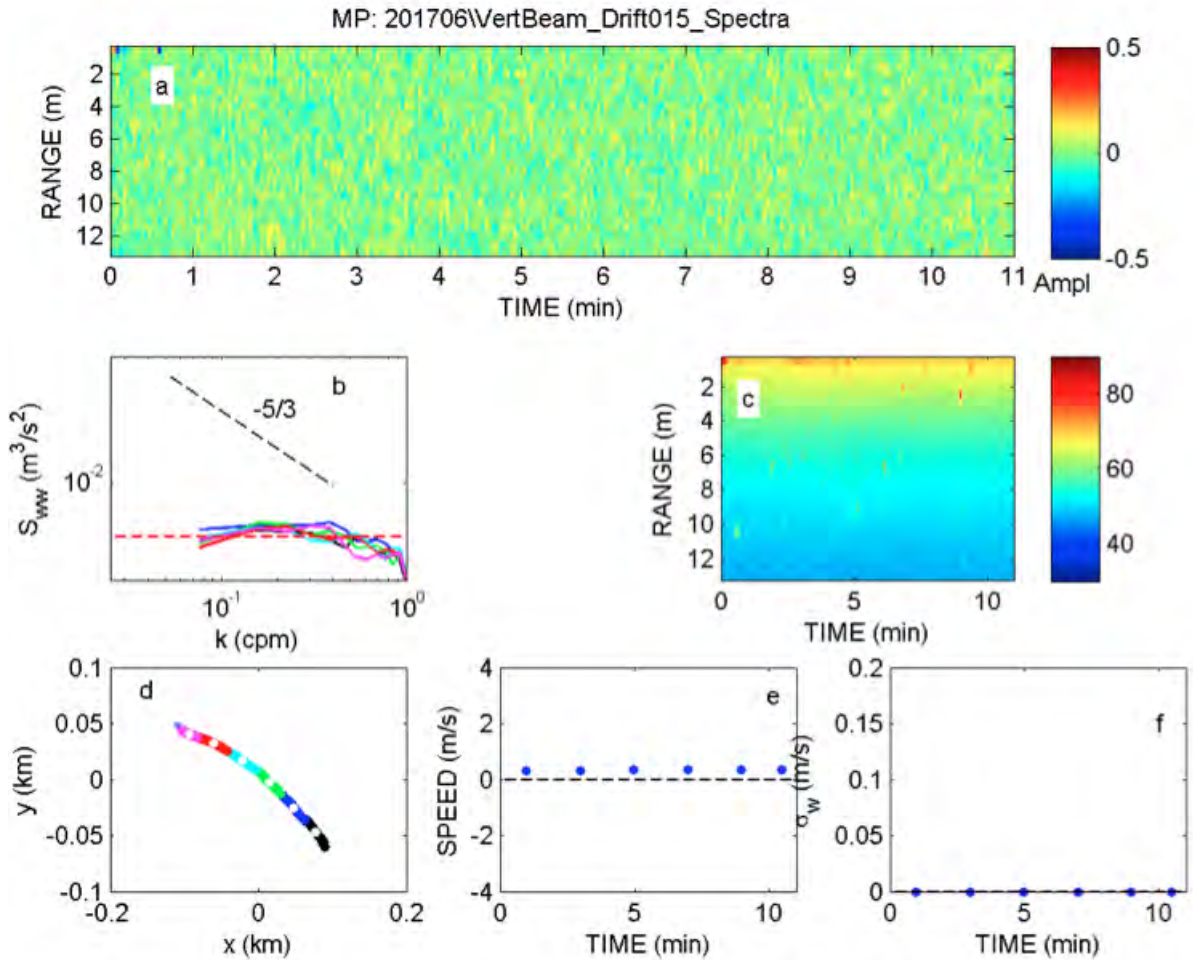 MP: 201706\VertBeam_Drift015_Spectra
a
RANGE (m)
2
4
6
8
10
12
0 1 2 3 4 5 6 7 8 9 10 11
TIME (min)
0.5
0
-0.5
Ampl
b
-5/3
S_ww (m^3/s^2)
10^-2
10^-1 10^0
k (cpm)
c
RANGE (m)
2
4
6
8
10
12
0 5 10
TIME (min)
80
60
40
d
y (km)
0.1
0.05
0
-0.05
-0.1
-0.2 0 0.2
x (km)
e
SPEED (m/s)
4
2
0
-2
-4
0 5 10
TIME (min)
f
σ_w (m/s)
0.2
0.15
0.1
0.05
0
0 5 10
TIME (min)